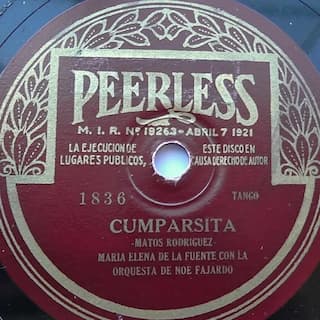 PEERLESS
M. I. R. Nº 19263-ABRIL 7 1921
LA EJECUCION DE ESTE DISCO EN
LUGARES PUBLICOS, CAUSA DERECHO DE AUTOR
1836 TANGO
CUMPARSITA
-MATOS RODRIGUEZ-
MARIA ELENA DE LA FUENTE CON LA
ORQUESTA DE NOE FAJARDO